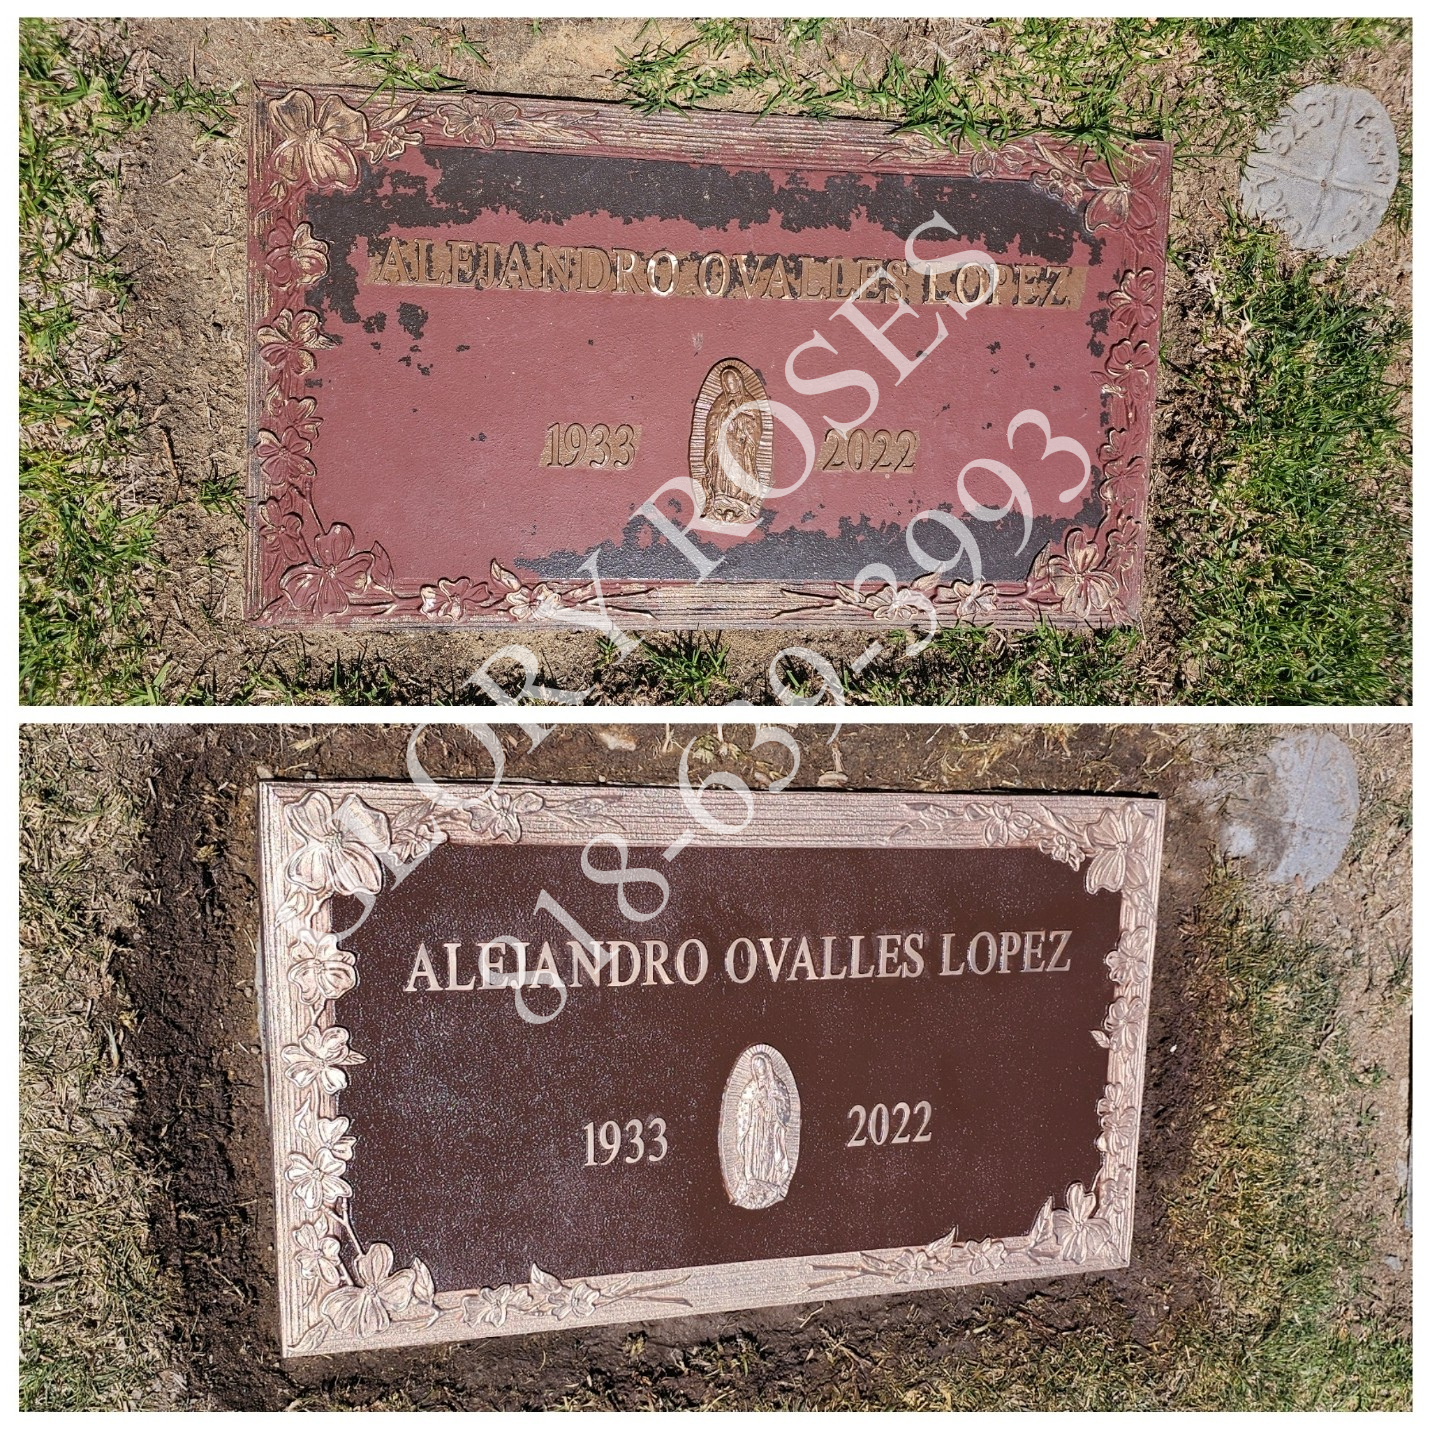 ALEJANDRO OVALLES LOPEZ
1933 2022
GLORY ROSES
818-639-3993
ALEJANDRO OVALLES LOPEZ
1933 2022